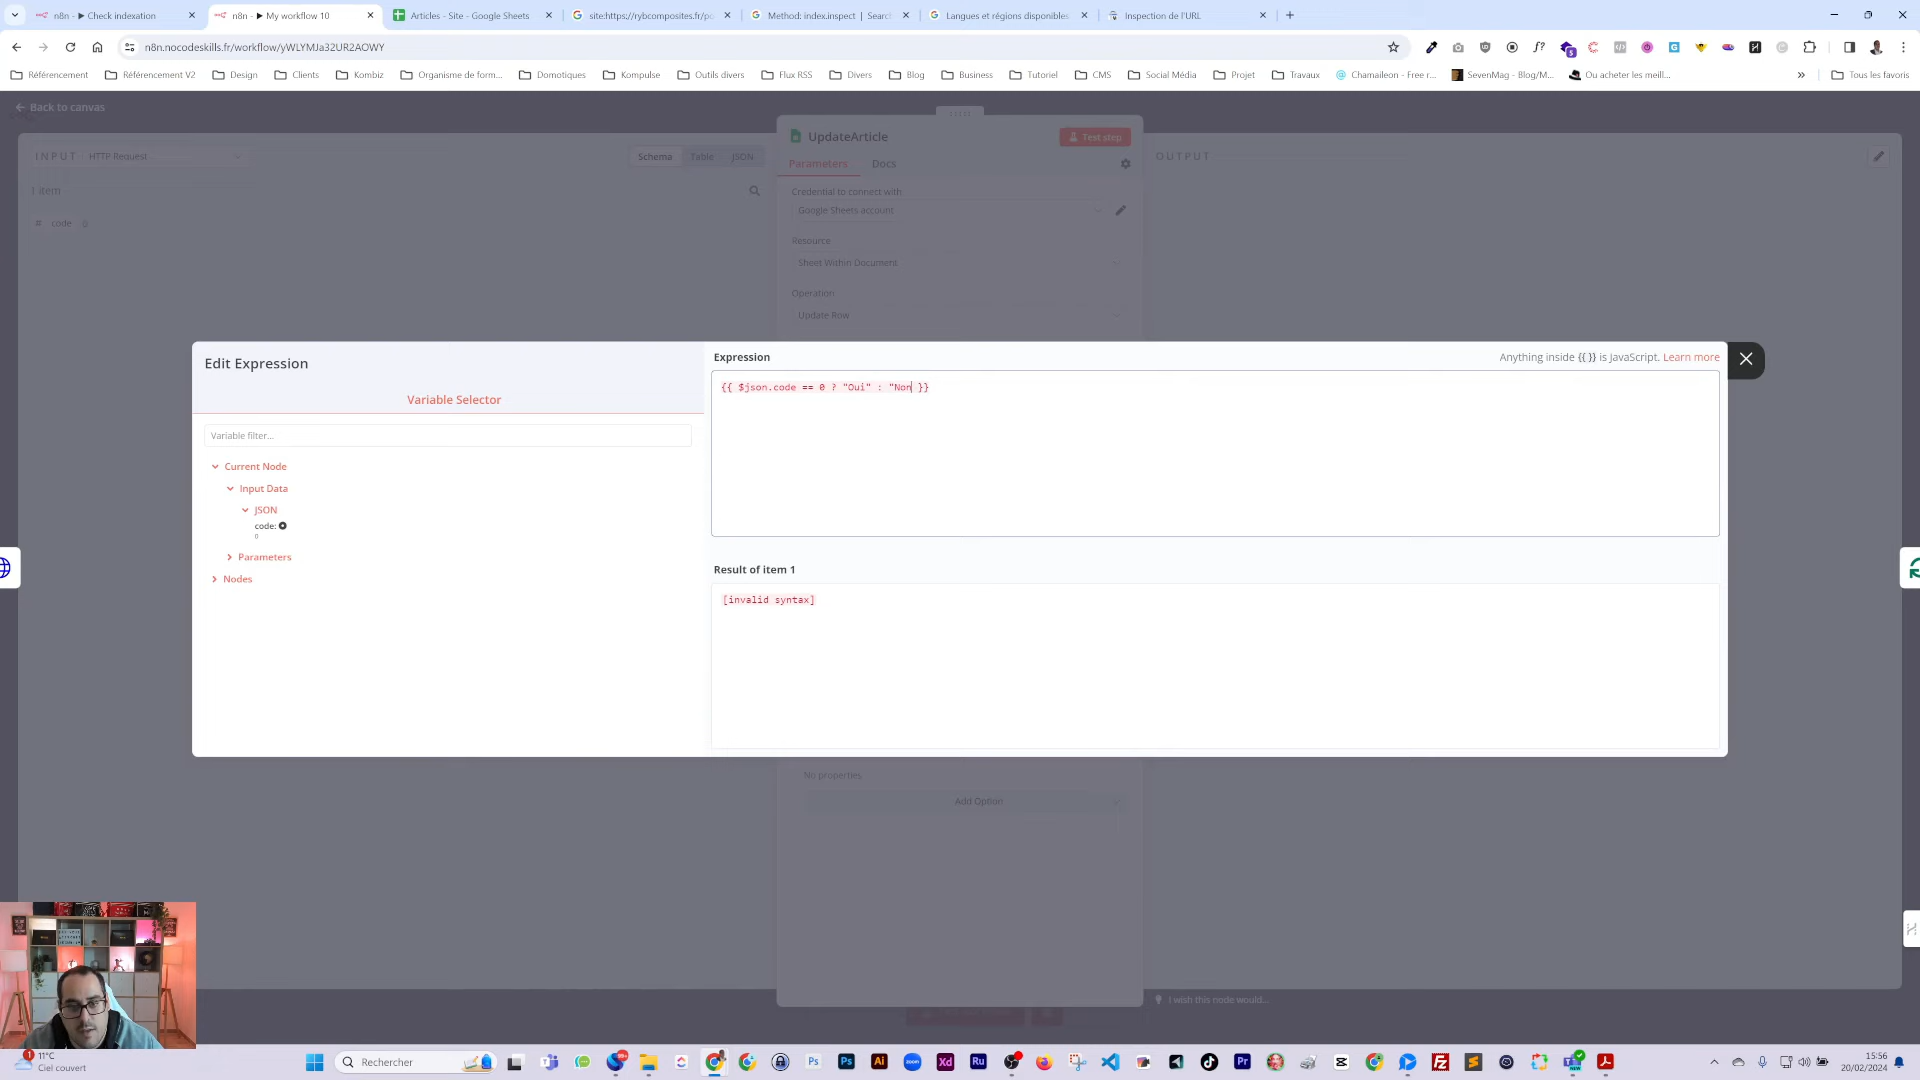 n8n - ▶ Check indexation
n8n - ▶ My workflow 10
Articles - Site - Google Sheets
site:https://rybcomposites.fr/po
Method: index.inspect | Searc
Langues et régions disponibles
Inspection de l'URL
n8n.nocodeskills.fr/workflow/yWLYMJa32UR2AOWY
Référencement
Référencement V2
Design
Clients
Kombiz
Organisme de form...
Domotiques
Kompulse
Outils divers
Flux RSS
Divers
Blog
Business
Tutoriel
CMS
Social Média
Projet
Travaux
Chamaileon - Free r...
SevenMag - Blog/M...
Ou acheter les meill...
»
Tous les favoris
Back to canvas
UpdateArticle
Test step
INPUT
HTTP Request
Schema
Table
JSON
Parameters
Docs
OUTPUT
1 item
Credential to connect with
Google Sheets account
# code 0
Resource
Sheet Within Document
Operation
Update Row
Edit Expression
Expression
Anything inside {{ }} is JavaScript. Learn more
{{ $json.code == 0 ? "Oui" : "Non }}
Variable Selector
Variable filter...
Current Node
Input Data
JSON
code:
0
Parameters
Nodes
Result of item 1
[invalid syntax]
No properties
Add Option
I wish this node would...
1
11°C
Ciel couvert
Rechercher
99+
15:56
20/02/2024